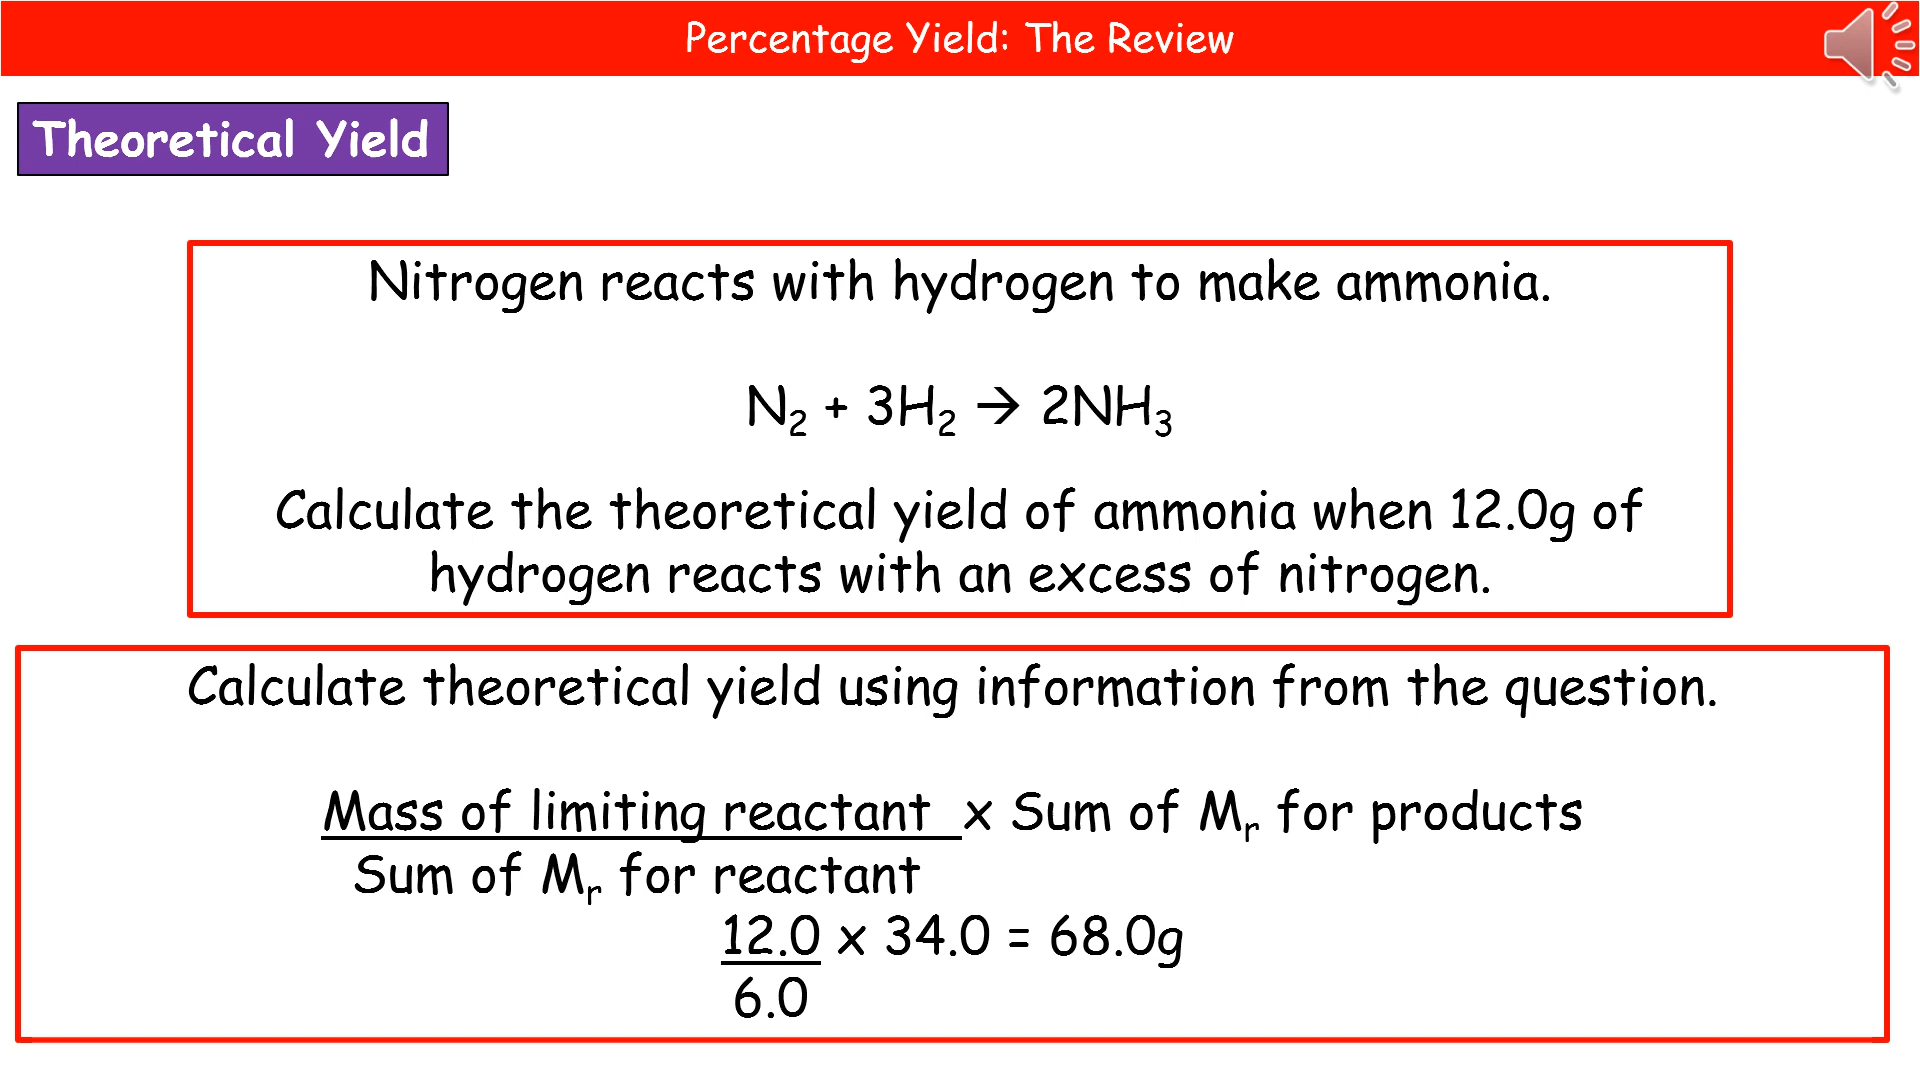 Percentage Yield: The Review
Theoretical Yield
Nitrogen reacts with hydrogen to make ammonia.
N₂ + 3H₂ → 2NH₃
Calculate the theoretical yield of ammonia when 12.0g of
hydrogen reacts with an excess of nitrogen.
Calculate theoretical yield using information from the question.
Mass of limiting reactant x Sum of Mᵣ for products
Sum of Mᵣ for reactant
12.0 x 34.0 = 68.0g
6.0